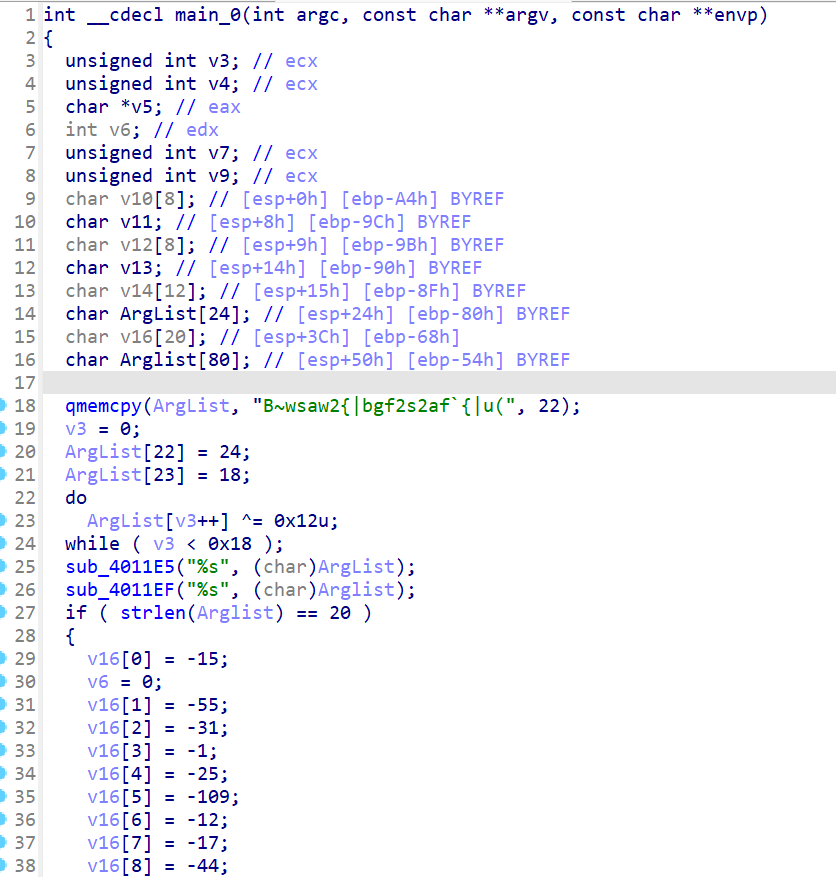 1 int __cdecl main_0(int argc, const char **argv, const char **envp)
2 {
3   unsigned int v3; // ecx
4   unsigned int v4; // ecx
5   char *v5; // eax
6   int v6; // edx
7   unsigned int v7; // ecx
8   unsigned int v9; // ecx
9   char v10[8]; // [esp+0h] [ebp-A4h] BYREF
10   char v11; // [esp+8h] [ebp-9Ch] BYREF
11   char v12[8]; // [esp+9h] [ebp-9Bh] BYREF
12   char v13; // [esp+14h] [ebp-90h] BYREF
13   char v14[12]; // [esp+15h] [ebp-8Fh] BYREF
14   char ArgList[24]; // [esp+24h] [ebp-80h] BYREF
15   char v16[20]; // [esp+3Ch] [ebp-68h]
16   char Arglist[80]; // [esp+50h] [ebp-54h] BYREF
17
18   qmemcpy(ArgList, "B~wsaw2{|bgf2s2af`{|u(", 22);
19   v3 = 0;
20   ArgList[22] = 24;
21   ArgList[23] = 18;
22   do
23     ArgList[v3++] ^= 0x12u;
24   while ( v3 < 0x18 );
25   sub_4011E5("%s", (char)ArgList);
26   sub_4011EF("%s", (char)Arglist);
27   if ( strlen(Arglist) == 20 )
28   {
29     v16[0] = -15;
30     v6 = 0;
31     v16[1] = -55;
32     v16[2] = -31;
33     v16[3] = -1;
34     v16[4] = -25;
35     v16[5] = -109;
36     v16[6] = -12;
37     v16[7] = -17;
38     v16[8] = -44;